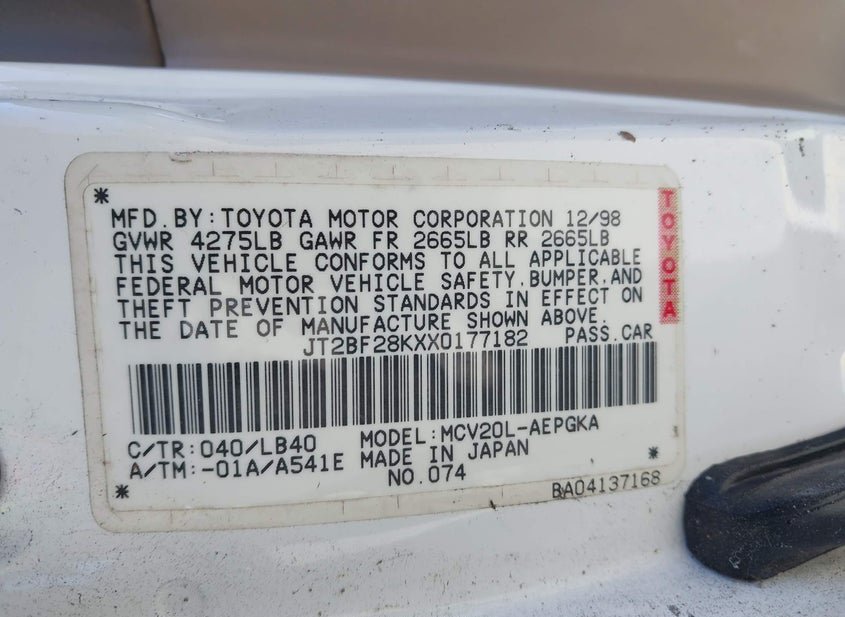 MFD. BY: TOYOTA MOTOR CORPORATION 12/98
GVWR 4275LB GAWR FR 2665LB RR 2665LB
THIS VEHICLE CONFORMS TO ALL APPLICABLE
FEDERAL MOTOR VEHICLE SAFETY, BUMPER, AND
THEFT PREVENTION STANDARDS IN EFFECT ON
THE DATE OF MANUFACTURE SHOWN ABOVE.
JT2BF28KXX0177182 PASS. CAR
C/TR: 040/LB40 MODEL: MCV20L-AEPGKA
A/TM: -01A/A541E MADE IN JAPAN
NO. 074
BA04137168
TOYOTA